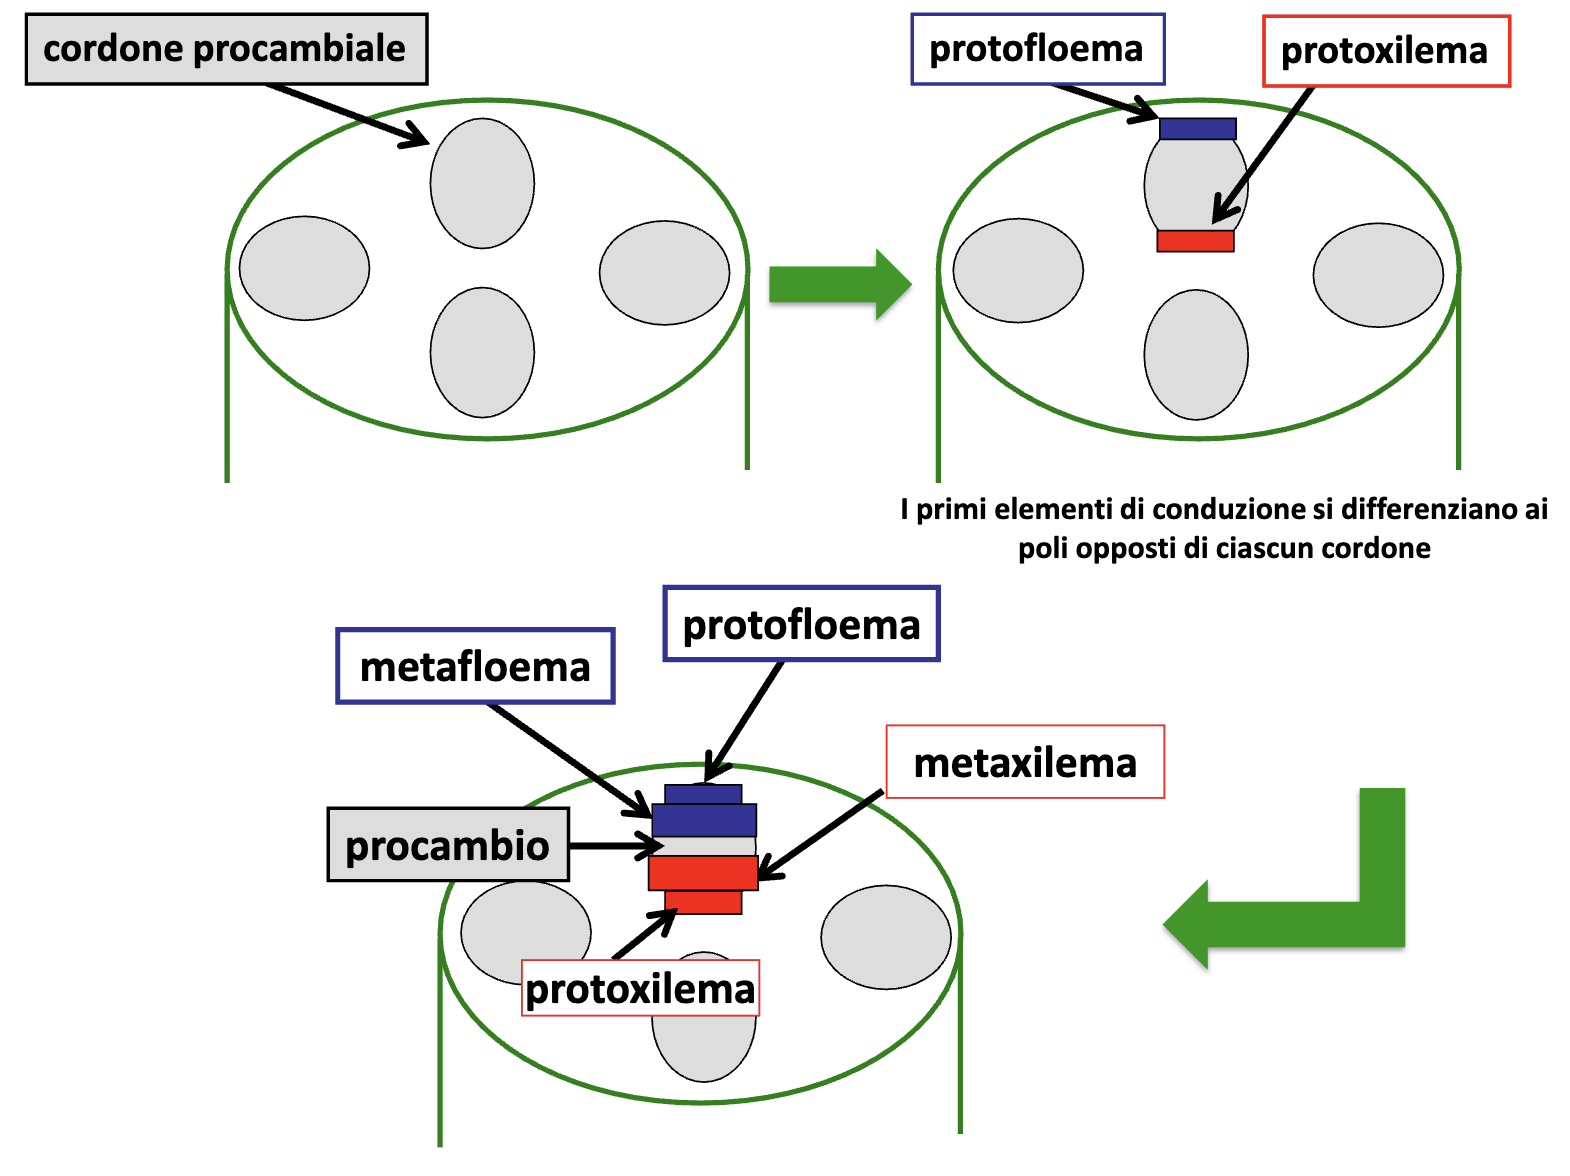 cordone procambiale
protofloema
protoxilema
I primi elementi di conduzione si differenziano ai
poli opposti di ciascun cordone
protofloema
metafloema
metaxilema
procambio
protoxilema